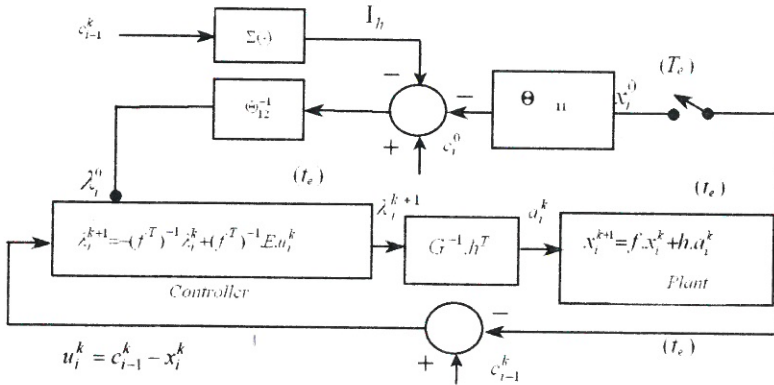 c_{i-1}^k
Σ(·)
I_h
−
(T_e)
Θ_{12}^{-1}
−
Θ_{11}
x_i^0
+
c_i^0
λ_i^0
(t_e)
(t_e)
λ_i^{k+1}=-(f^T)^{-1}.λ_i^k+(f^T)^{-1}.E.u_i^k
λ_i^{k+1}
G^{-1}.h^T
a_i^k
x_i^{k+1}=f.x_i^k+h.a_i^k
Controller
Plant
−
u_i^k = c_{i-1}^k − x_i^k
+
c_{i-1}^k
(t_e)